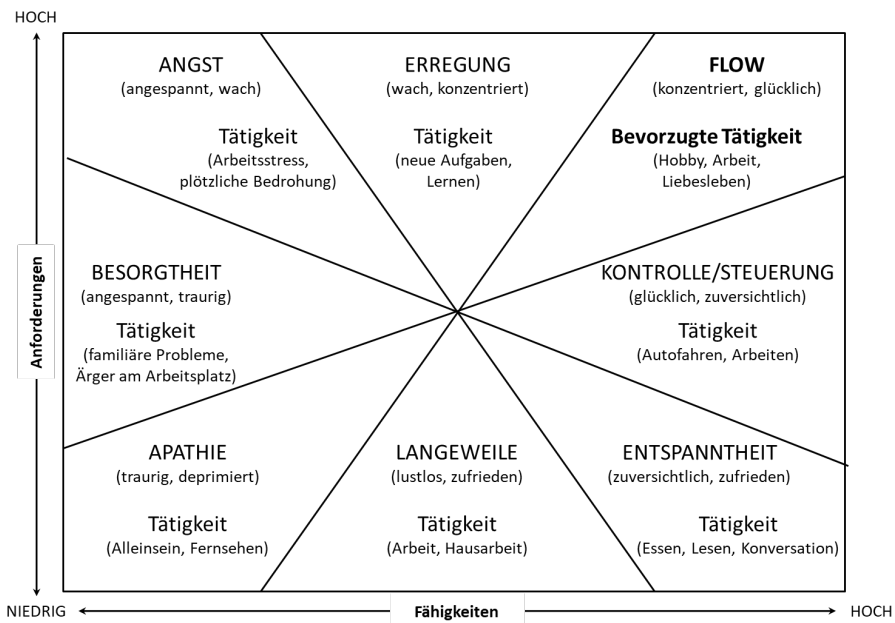 HOCH
ANGST
(angespannt, wach)
Tätigkeit
(Arbeitsstress,
plötzliche Bedrohung)
ERREGUNG
(wach, konzentriert)
Tätigkeit
(neue Aufgaben,
Lernen)
FLOW
(konzentriert, glücklich)
Bevorzugte Tätigkeit
(Hobby, Arbeit,
Liebesleben)
Anforderungen
BESORGTHEIT
(angespannt, traurig)
Tätigkeit
(familiäre Probleme,
Ärger am Arbeitsplatz)
KONTROLLE/STEUERUNG
(glücklich, zuversichtlich)
Tätigkeit
(Autofahren, Arbeiten)
APATHIE
(traurig, deprimiert)
Tätigkeit
(Alleinsein, Fernsehen)
LANGEWEILE
(lustlos, zufrieden)
Tätigkeit
(Arbeit, Hausarbeit)
ENTSPANNTHEIT
(zuversichtlich, zufrieden)
Tätigkeit
(Essen, Lesen, Konversation)
NIEDRIG
Fähigkeiten
HOCH